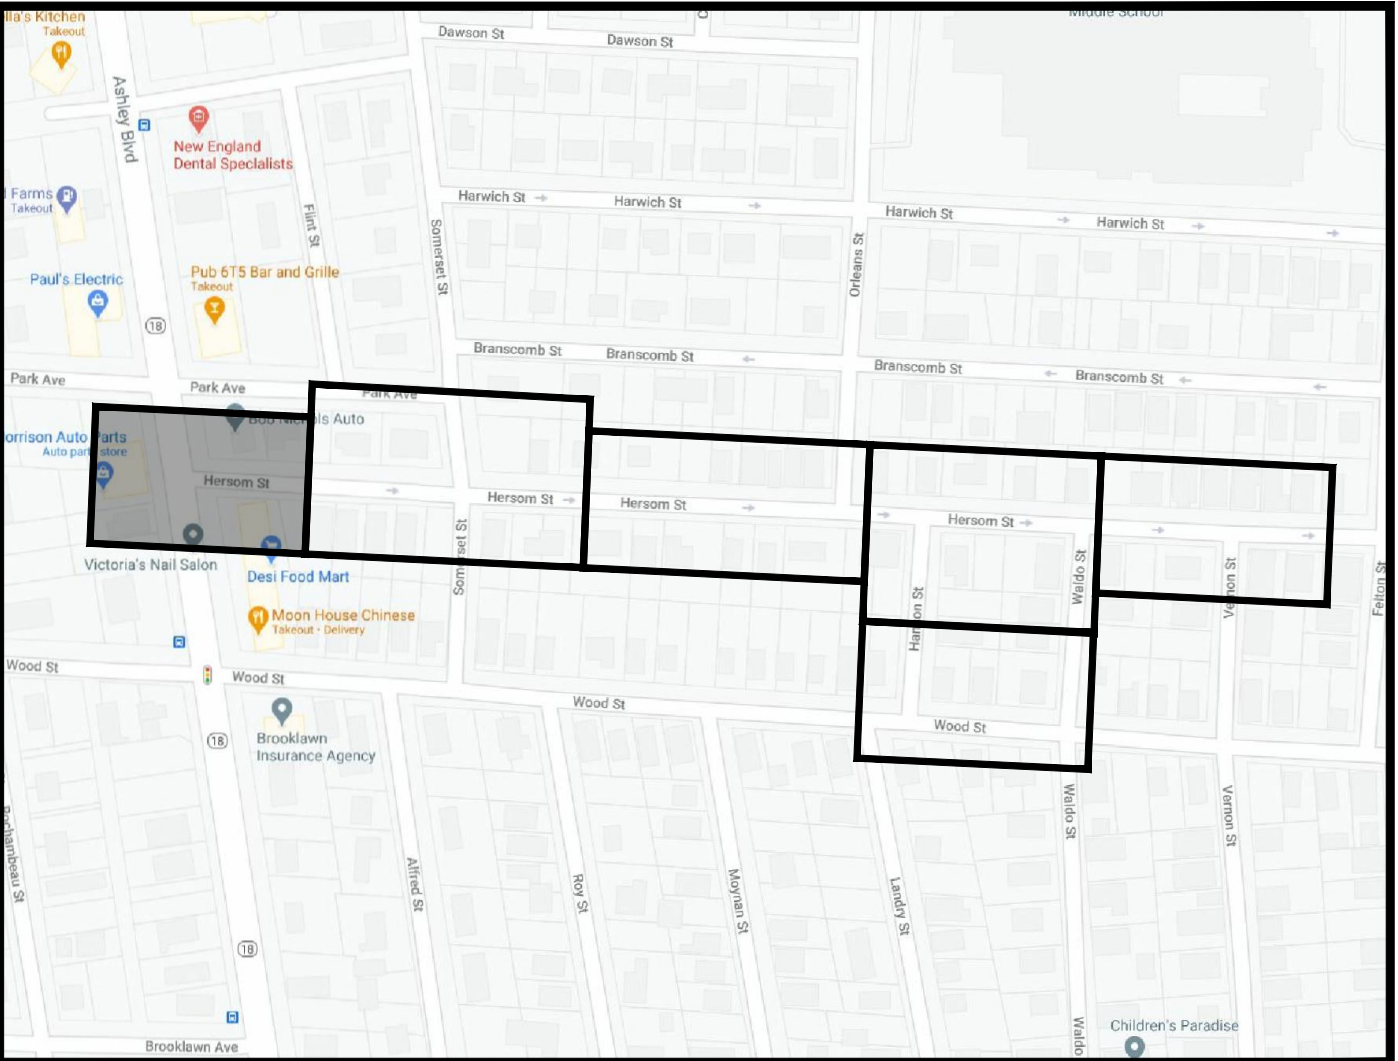 lla's Kitchen
Takeout
Middle School
Dawson St
Dawson St
Ashley Blvd
New England
Dental Specialists
Farms
Takeout
Harwich St
Harwich St
Harwich St
Harwich St
Flint St
Somerset St
Orleans St
Paul's Electric
Pub 6T5 Bar and Grille
Takeout
18
Branscomb St
Branscomb St
Branscomb St
Branscomb St
Park Ave
Park Ave
Park Ave
Bob Nichols Auto
orrison Auto Parts
Auto parts store
Hersom St
Hersom St
Hersom St
Hersom St
Somerset St
Waldo St
Vernon St
Felton St
Victoria's Nail Salon
Desi Food Mart
Moon House Chinese
Takeout · Delivery
Wood St
Wood St
Wood St
Wood St
Brooklawn
Insurance Agency
18
Rochambeau St
Alfred St
Roy St
Moynan St
Landry St
Waldo St
Vernon St
18
Children's Paradise
Waldo
Brooklawn Ave